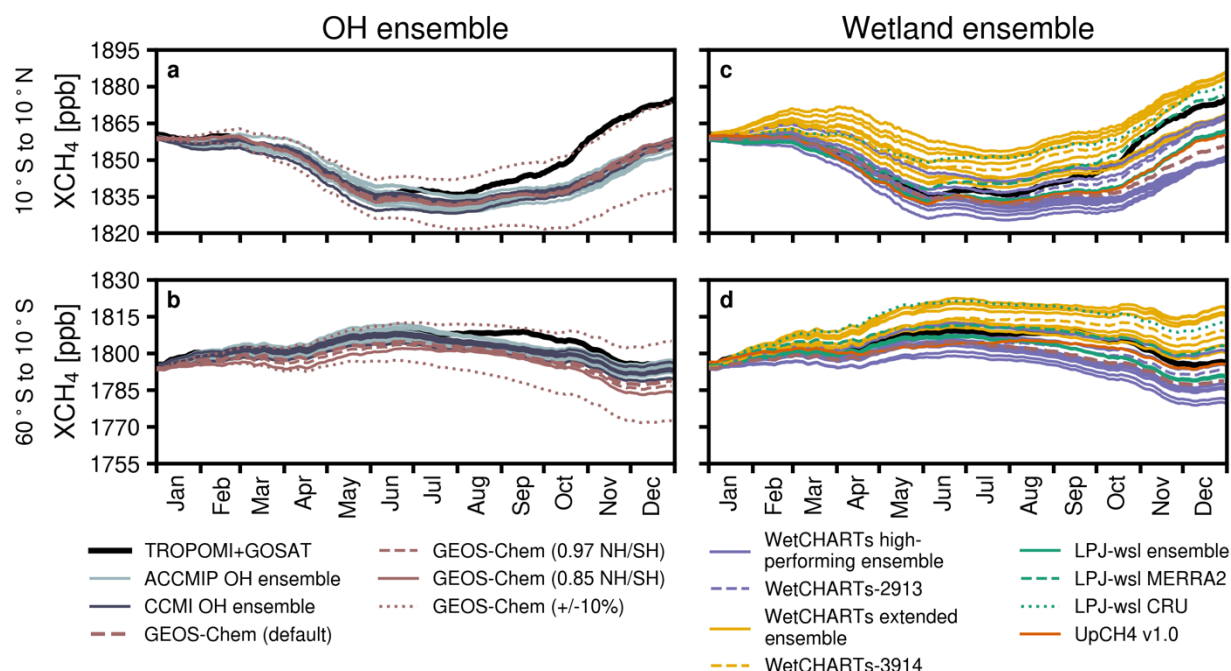 OH ensemble
Wetland ensemble
10°S to 10°N
XCH4 [ppb]
1895
1880
1865
1850
1835
1820
a
c
60°S to 10°S
XCH4 [ppb]
1830
1815
1800
1785
1770
1755
b
d
Jan Feb Mar Apr May Jun Jul Aug Sep Oct Nov Dec
Jan Feb Mar Apr May Jun Jul Aug Sep Oct Nov Dec
TROPOMI+GOSAT
ACCMIP OH ensemble
CCMI OH ensemble
GEOS-Chem (default)
GEOS-Chem (0.97 NH/SH)
GEOS-Chem (0.85 NH/SH)
GEOS-Chem (+/-10%)
WetCHARTs high-
performing ensemble
WetCHARTs-2913
WetCHARTs extended
ensemble
WetCHARTs-3914
LPJ-wsl ensemble
LPJ-wsl MERRA2
LPJ-wsl CRU
UpCH4 v1.0